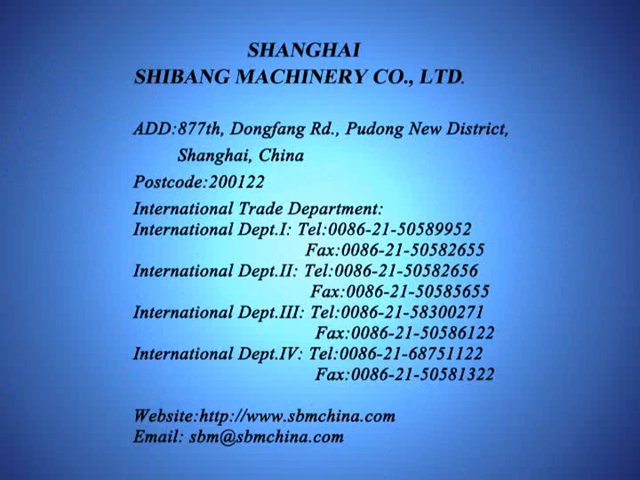 SHANGHAI
SHIBANG MACHINERY CO., LTD.
ADD:877th, Dongfang Rd., Pudong New District,
Shanghai, China
Postcode:200122
International Trade Department:
International Dept.I: Tel:0086-21-50589952
Fax:0086-21-50582655
International Dept.II: Tel:0086-21-50582656
Fax:0086-21-50585655
International Dept.III: Tel:0086-21-58300271
Fax:0086-21-50586122
International Dept.IV: Tel:0086-21-68751122
Fax:0086-21-50581322
Website:http://www.sbmchina.com
Email: sbm@sbmchina.com